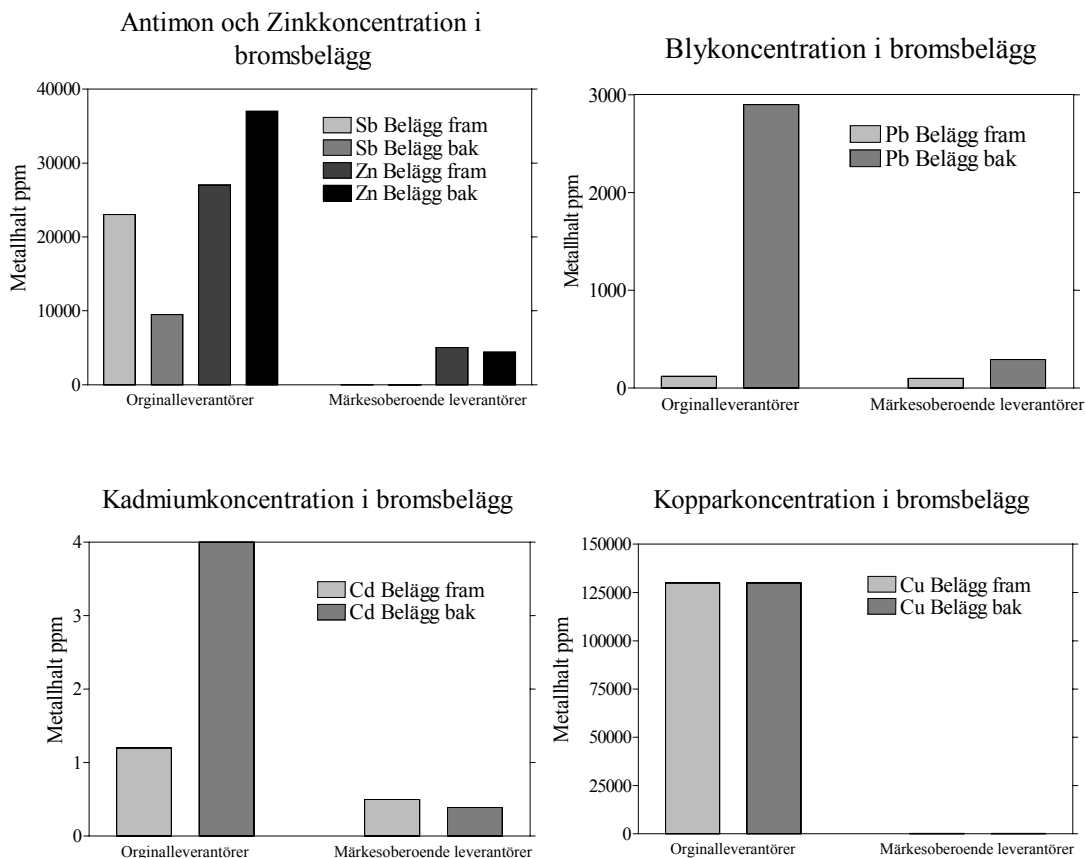 Antimon och Zinkkoncentration i
bromsbelägg
40000
30000
20000
10000
0
Metallhalt ppm
Sb Belägg fram
Sb Belägg bak
Zn Belägg fram
Zn Belägg bak
Orginalleverantörer
Märkesoberoende leverantörer
Blykoncentration i bromsbelägg
3000
2000
1000
0
Metallhalt ppm
Pb Belägg fram
Pb Belägg bak
Orginalleverantörer
Märkesoberoende leverantörer
Kadmiumkoncentration i bromsbelägg
4
3
2
1
0
Metallhalt ppm
Cd Belägg fram
Cd Belägg bak
Orginalleverantörer
Märkesoberoende leverantörer
Kopparkoncentration i bromsbelägg
150000
125000
100000
75000
50000
25000
0
Metallhalt ppm
Cu Belägg fram
Cu Belägg bak
Orginalleverantörer
Märkesoberoende leverantörer